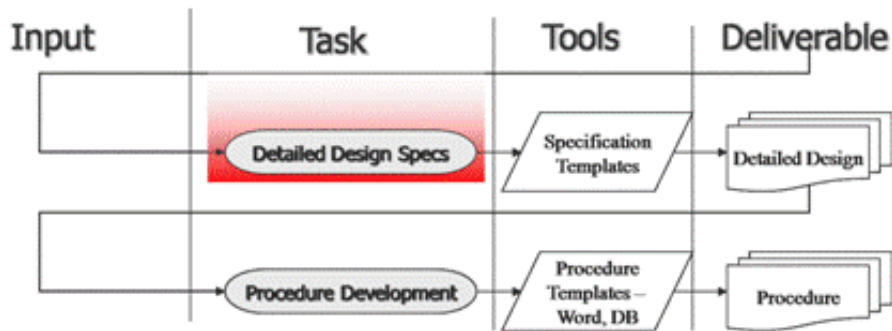 Input
Task
Tools
Deliverable
Detailed Design Specs
Specification
Templates
Detailed Design
Procedure Development
Procedure
Templates –
Word, DB
Procedure